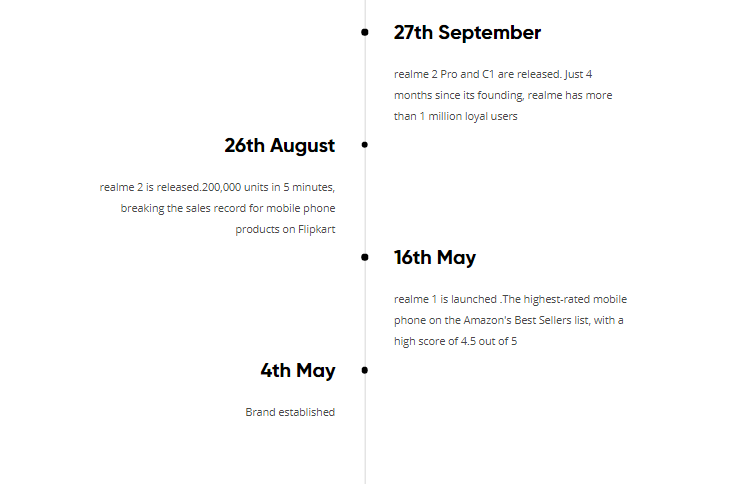 27th September
realme 2 Pro and C1 are released. Just 4
months since its founding, realme has more
than 1 million loyal users
26th August
realme 2 is released.200,000 units in 5 minutes,
breaking the sales record for mobile phone
products on Flipkart
16th May
realme 1 is launched .The highest-rated mobile
phone on the Amazon's Best Sellers list, with a
high score of 4.5 out of 5
4th May
Brand established